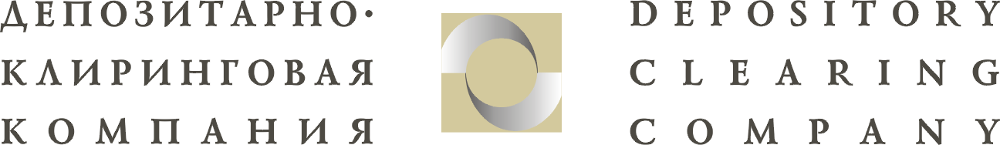 ДЕПОЗИТАРНО·
КЛИРИНГОВАЯ
КОМПАНИЯ
DEPOSITORY
CLEARING
COMPANY